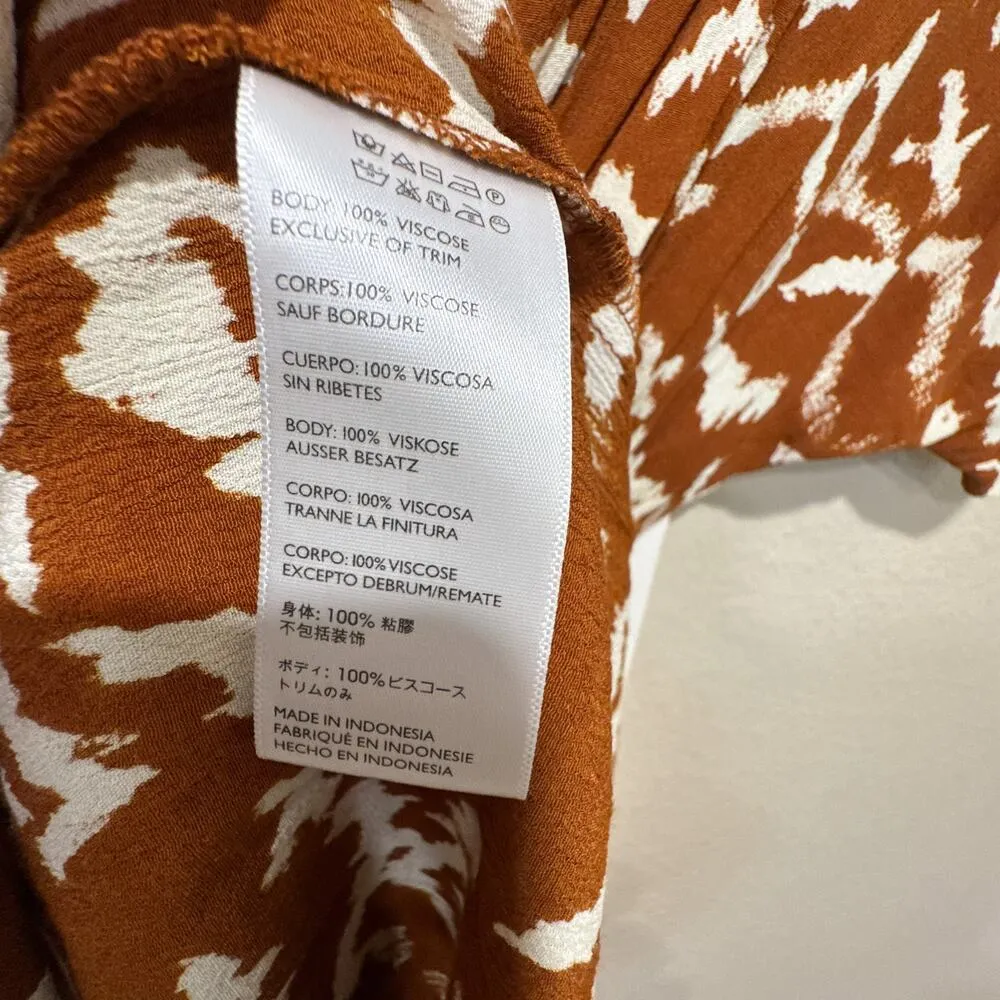 BODY 100% VISCOSE
EXCLUSIVE OF TRIM
CORPS:100% VISCOSE
SAUF BORDURE
CUERPO: 100% VISCOSA
SIN RIBETES
BODY: 100% VISKOSE
AUSSER BESATZ
CORPO: 100% VISCOSA
TRANNE LA FINITURA
CORPO: 100% VISCOSE
EXCEPTO DEBRUM/REMATE
身体: 100% 粘膠
不包括装饰
ボディ: 100%ビスコース
トリムのみ
MADE IN INDONESIA
FABRIQUÉ EN INDONESIE
HECHO EN INDONESIA